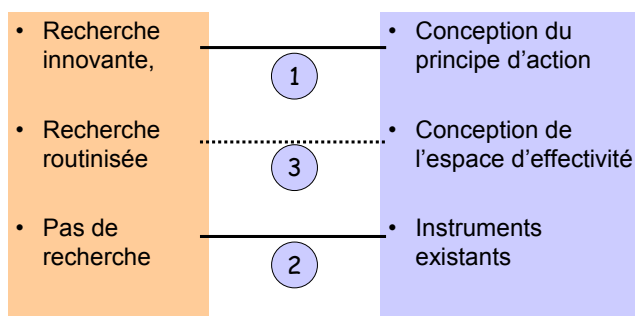 • Recherche
innovante,
1
• Conception du
principe d’action
• Recherche
routinisée
3
• Conception de
l’espace d’effectivité
• Pas de
recherche
2
• Instruments
existants